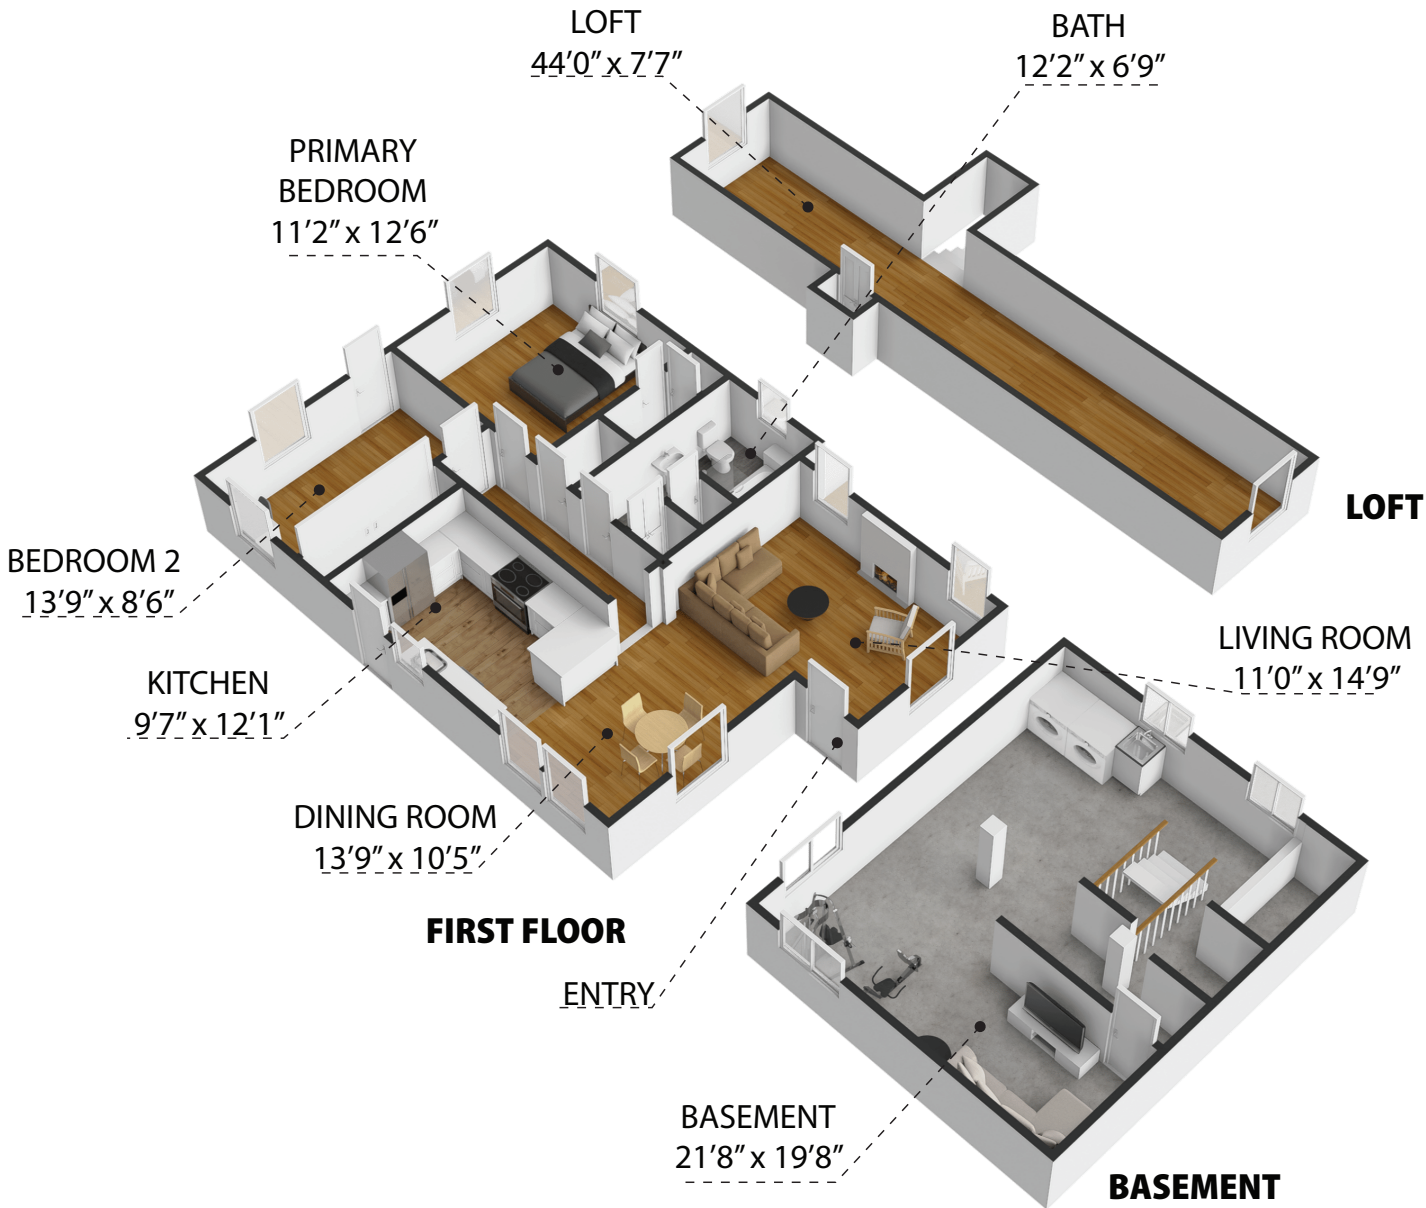 LOFT
44’0” x 7’7”
BATH
12’2” x 6’9”
PRIMARY
BEDROOM
11’2” x 12’6”
LOFT
BEDROOM 2
13’9” x 8’6”
LIVING ROOM
11’0” x 14’9”
KITCHEN
9’7” x 12’1”
DINING ROOM
13’9” x 10’5”
FIRST FLOOR
ENTRY
BASEMENT
21’8” x 19’8”
BASEMENT